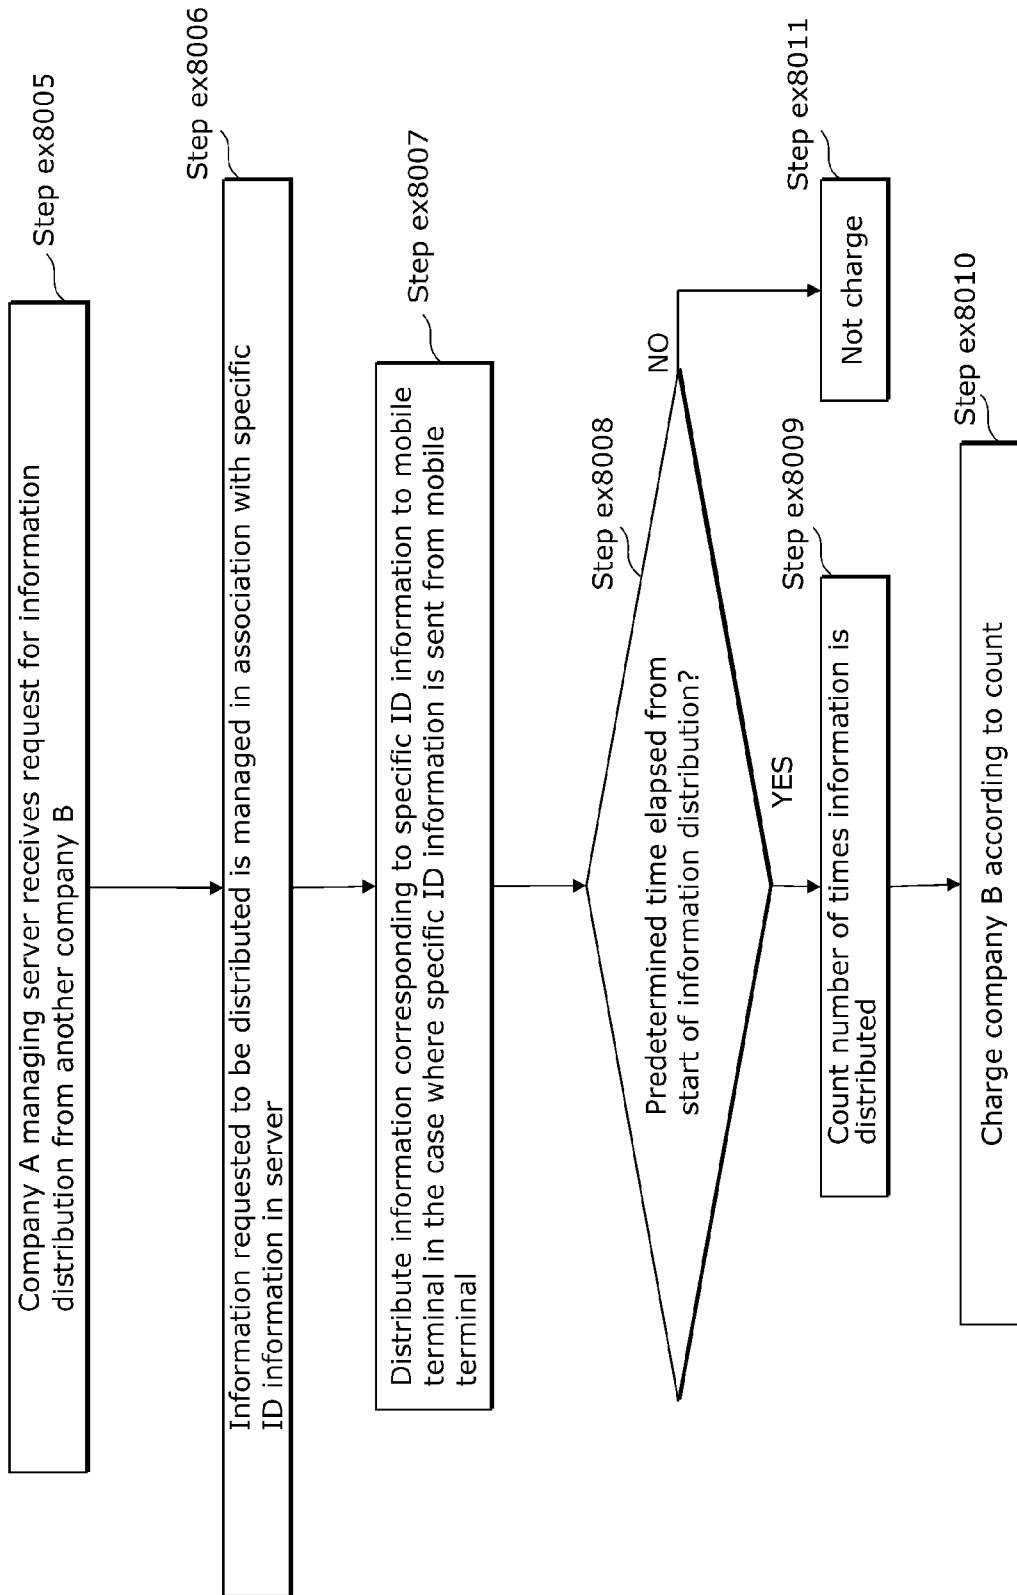 Step ex8005
Company A managing server receives request for information
distribution from another company B
Step ex8006
Information requested to be distributed is managed in association with specific
ID information in server
Step ex8007
Distribute information corresponding to specific ID information to mobile
terminal in the case where specific ID information is sent from mobile
terminal
Step ex8008
Predetermined time elapsed from
start of information distribution?
NO
YES
Step ex8011
Not charge
Step ex8009
Count number of times information is
distributed
Step ex8010
Charge company B according to count